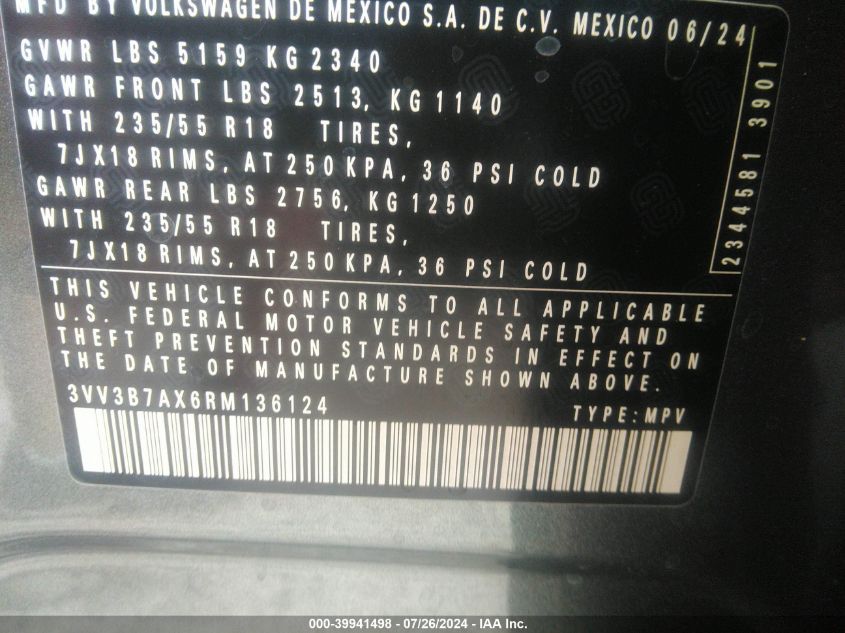 MFD BY VOLKSWAGEN DE MEXICO S.A. DE C.V. MEXICO 06/24
GVWR LBS 5159 KG 2340
GAWR FRONT LBS 2513, KG 1140
WITH 235/55 R18 TIRES,
7JX18 RIMS, AT 250 KPA, 36 PSI COLD
GAWR REAR LBS 2756, KG 1250
WITH 235/55 R18 TIRES,
7JX18 RIMS, AT 250 KPA, 36 PSI COLD
2344581 3901
THIS VEHICLE CONFORMS TO ALL APPLICABLE
U.S. FEDERAL MOTOR VEHICLE SAFETY AND
THEFT PREVENTION STANDARDS IN EFFECT ON
THE DATE OF MANUFACTURE SHOWN ABOVE.
3VV3B7AX6RM136124 TYPE: MPV
000-39941498 - 07/26/2024 - IAA Inc.